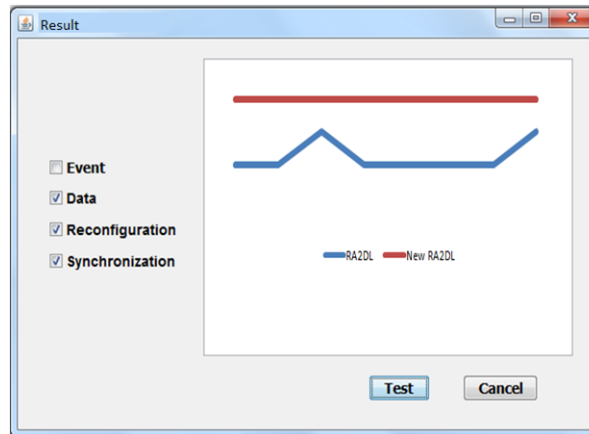 Result
Event
Data
Reconfiguration
Synchronization
RA2DL New RA2DL
Test Cancel